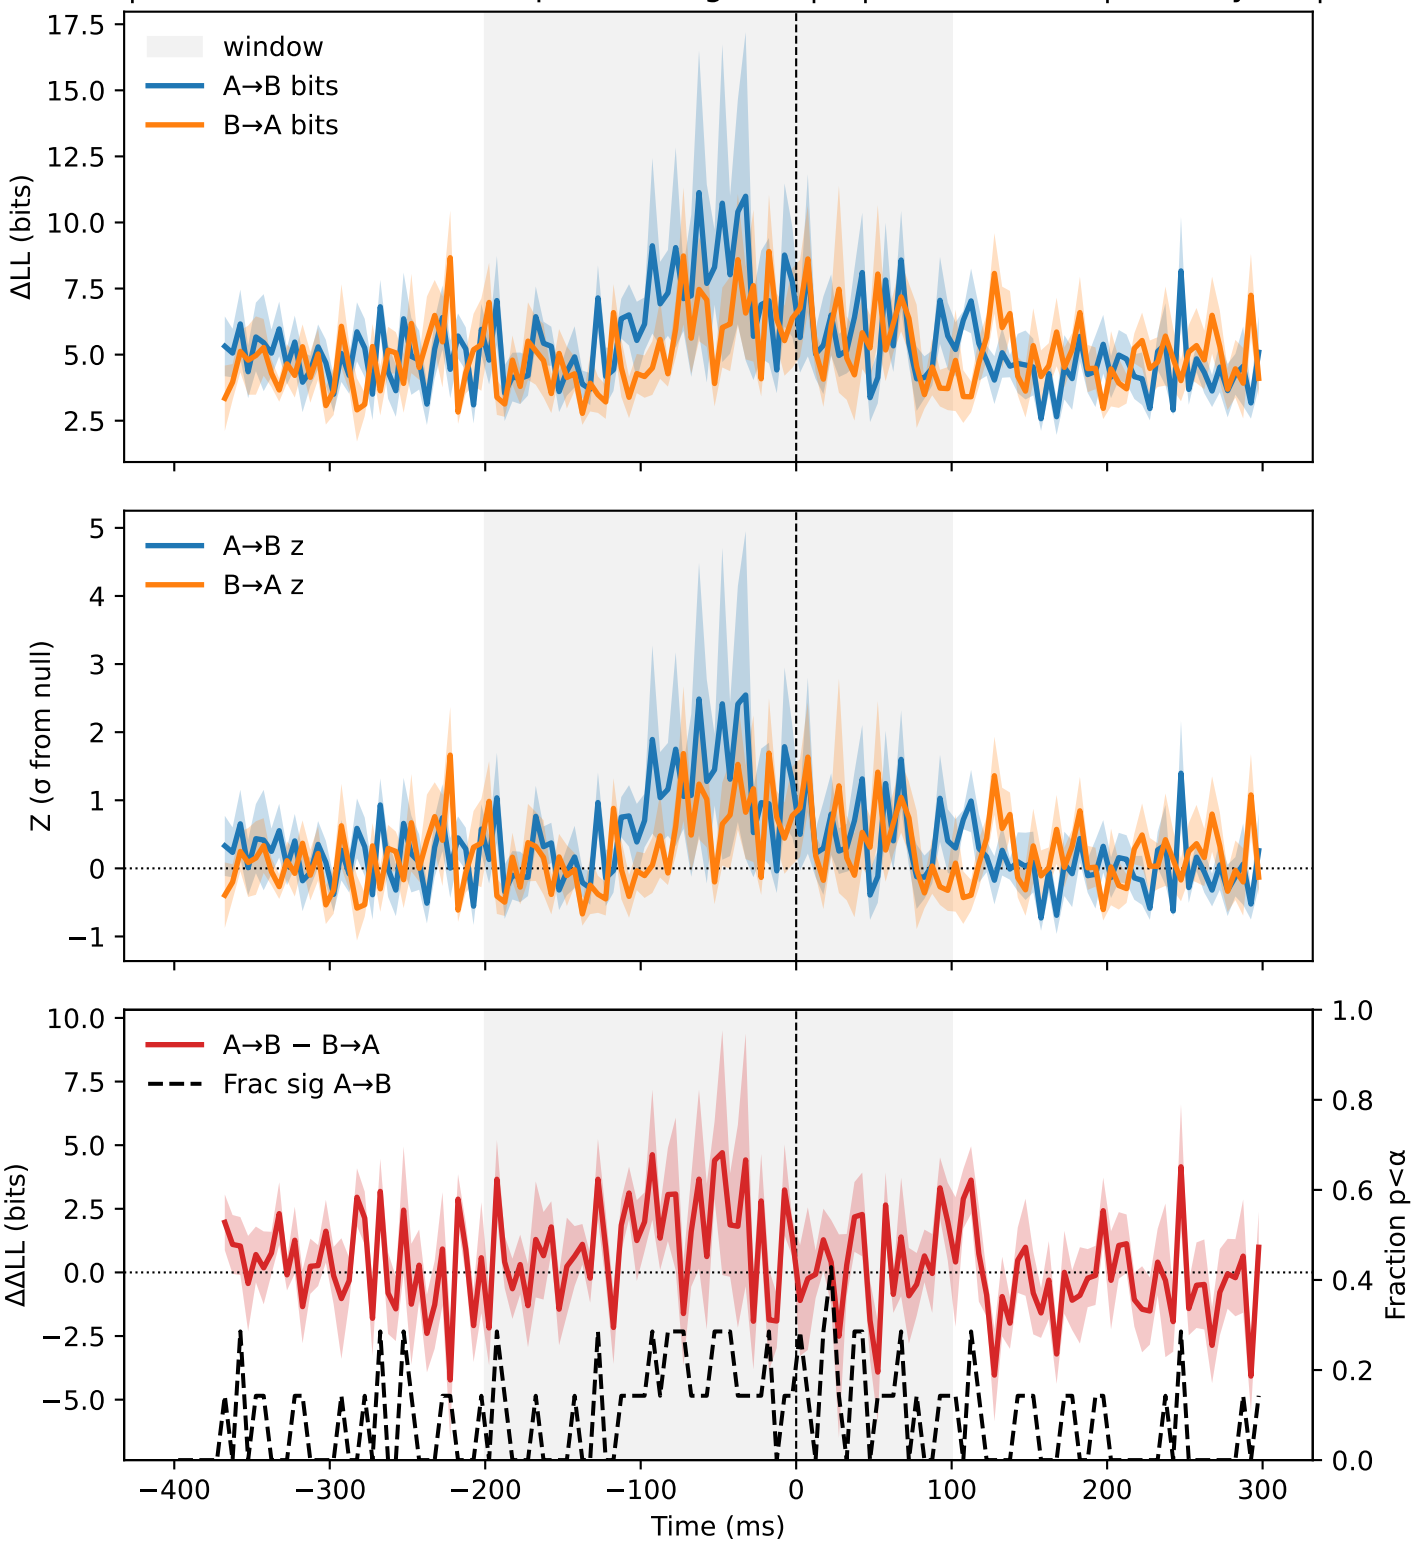 17.5
15.0
12.5
10.0
7.5
5.0
2.5
ΔLL (bits)
window
A→B bits
B→A bits
5
4
3
2
1
0
−1
Z (σ from null)
A→B z
B→A z
10.0
7.5
5.0
2.5
0.0
−2.5
−5.0
ΔΔLL (bits)
A→B − B→A
Frac sig A→B
1.0
0.8
0.6
0.4
0.2
0.0
Fraction p<α
−400
−300
−200
−100
0
100
200
300
Time (ms)